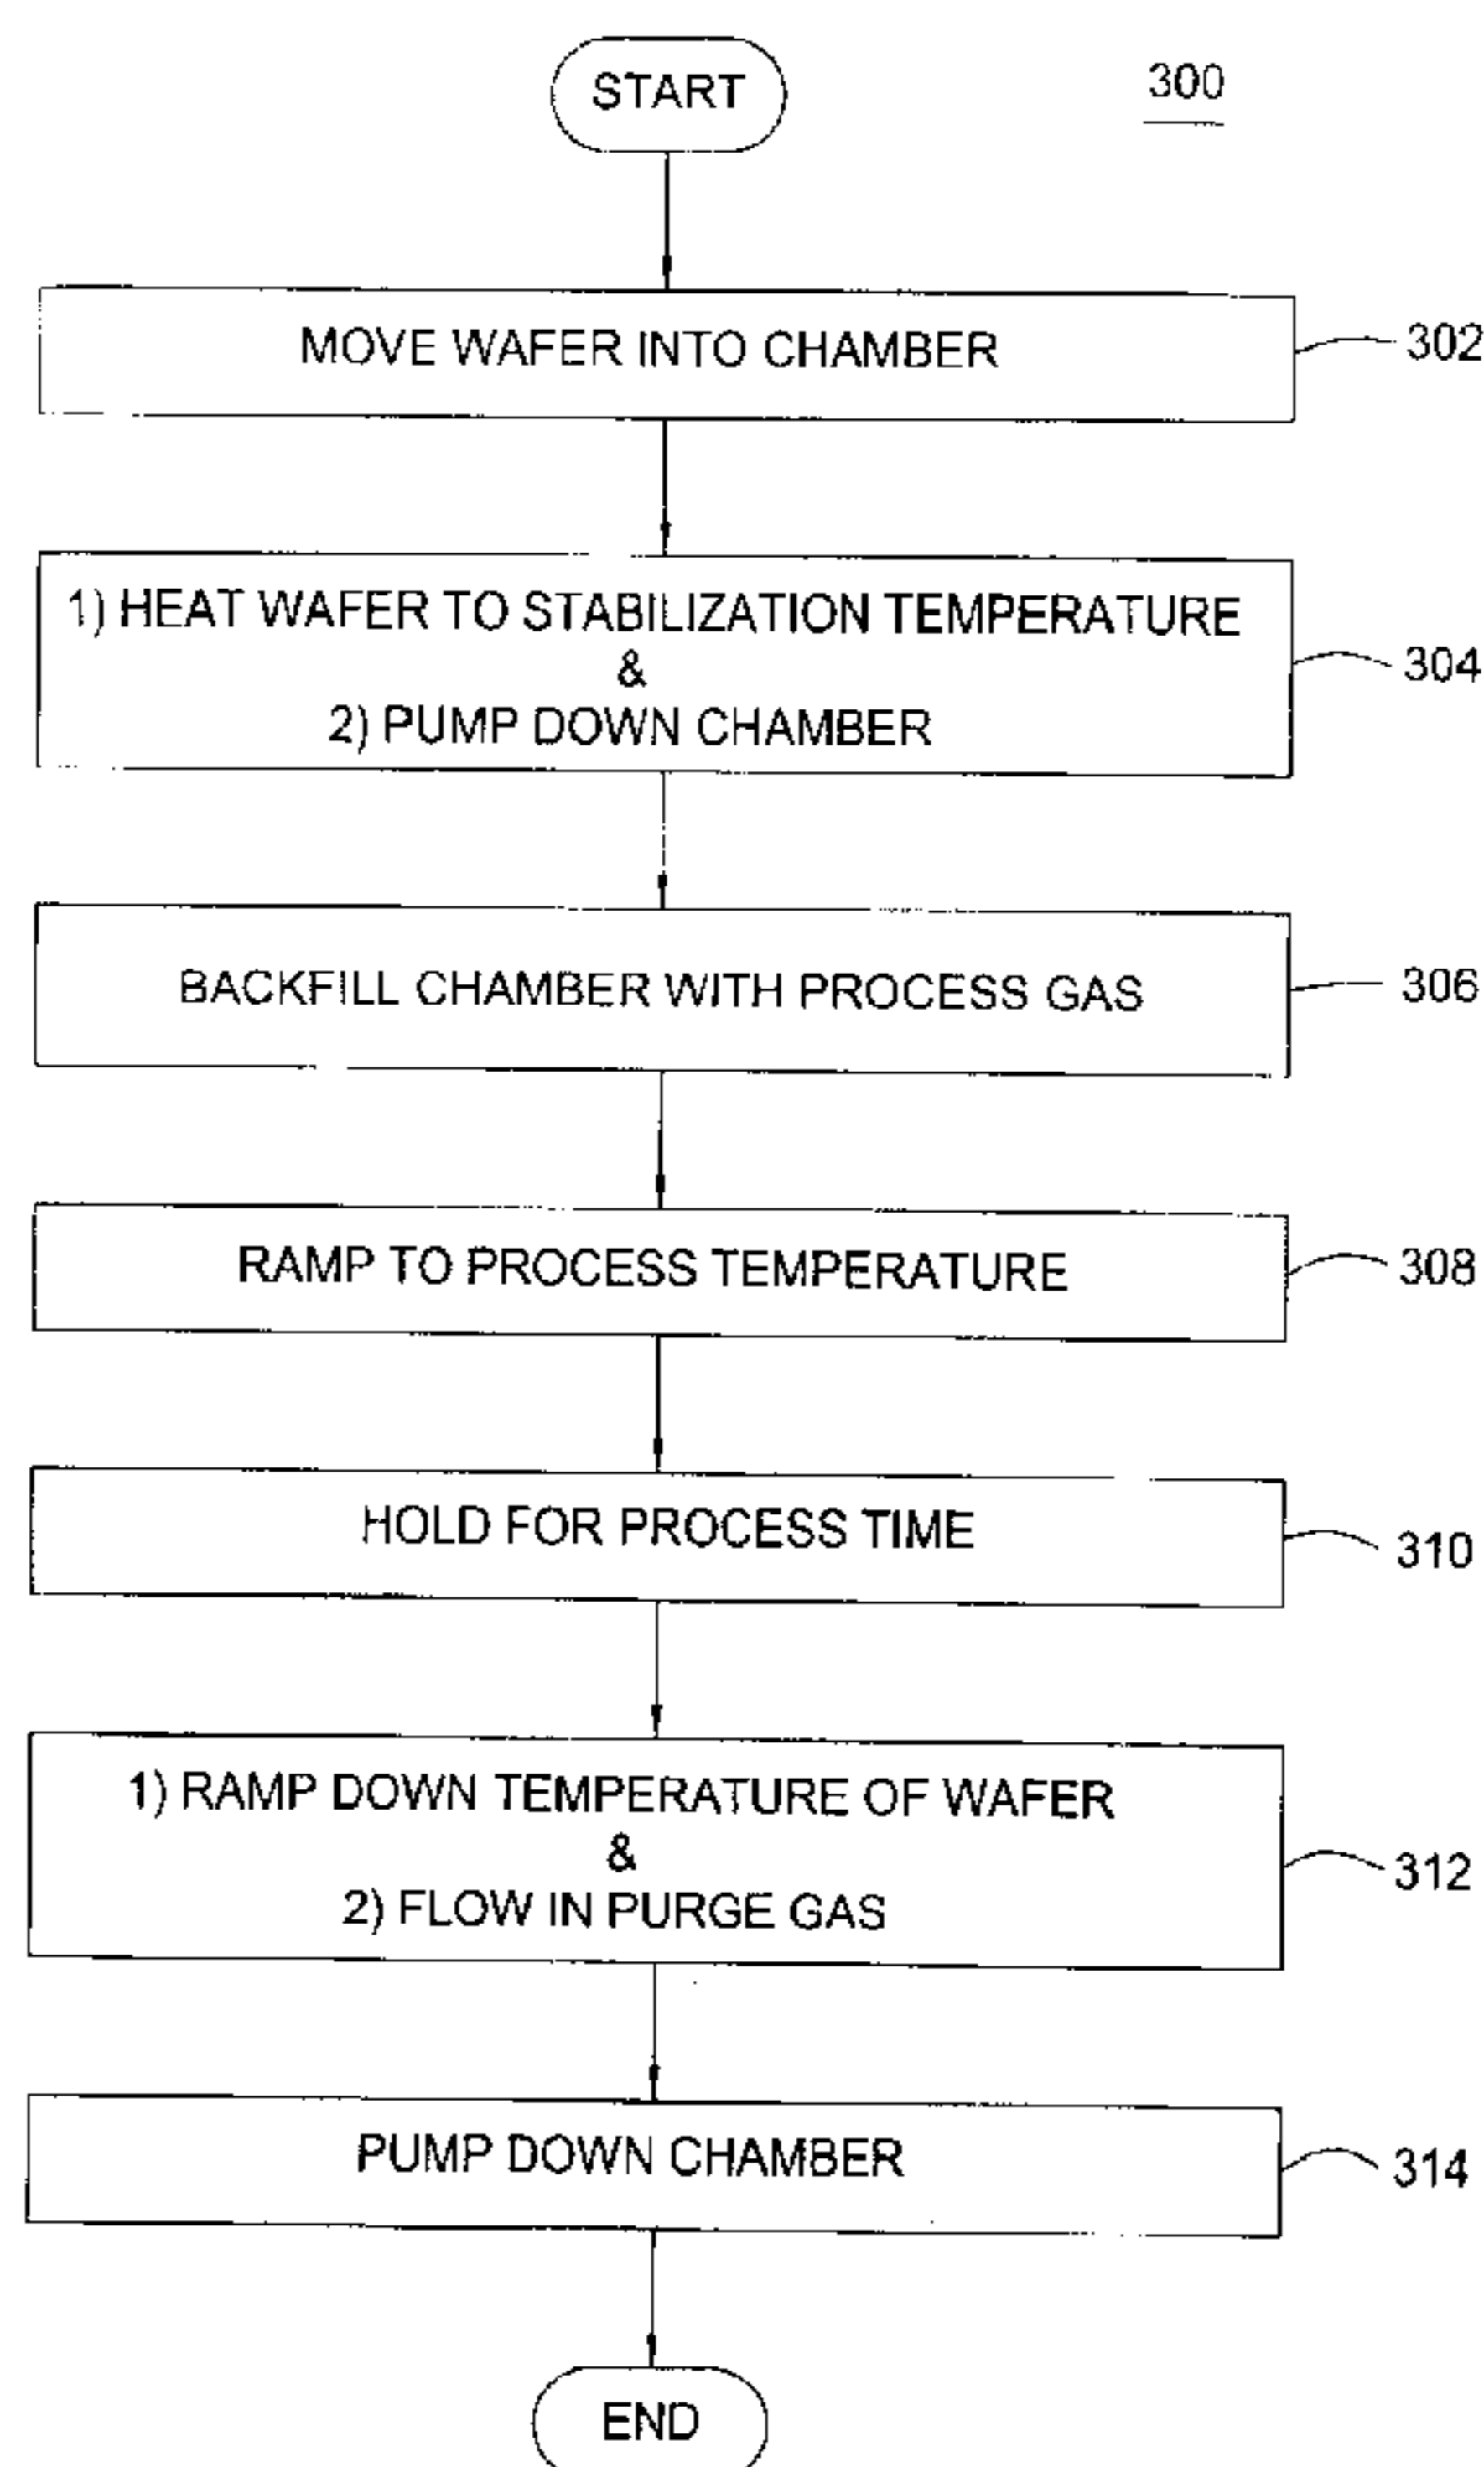 START
300
MOVE WAFER INTO CHAMBER
302
1) HEAT WAFER TO STABILIZATION TEMPERATURE
&
2) PUMP DOWN CHAMBER
304
BACKFILL CHAMBER WITH PROCESS GAS
306
RAMP TO PROCESS TEMPERATURE
308
HOLD FOR PROCESS TIME
310
1) RAMP DOWN TEMPERATURE OF WAFER
&
2) FLOW IN PURGE GAS
312
PUMP DOWN CHAMBER
314
END